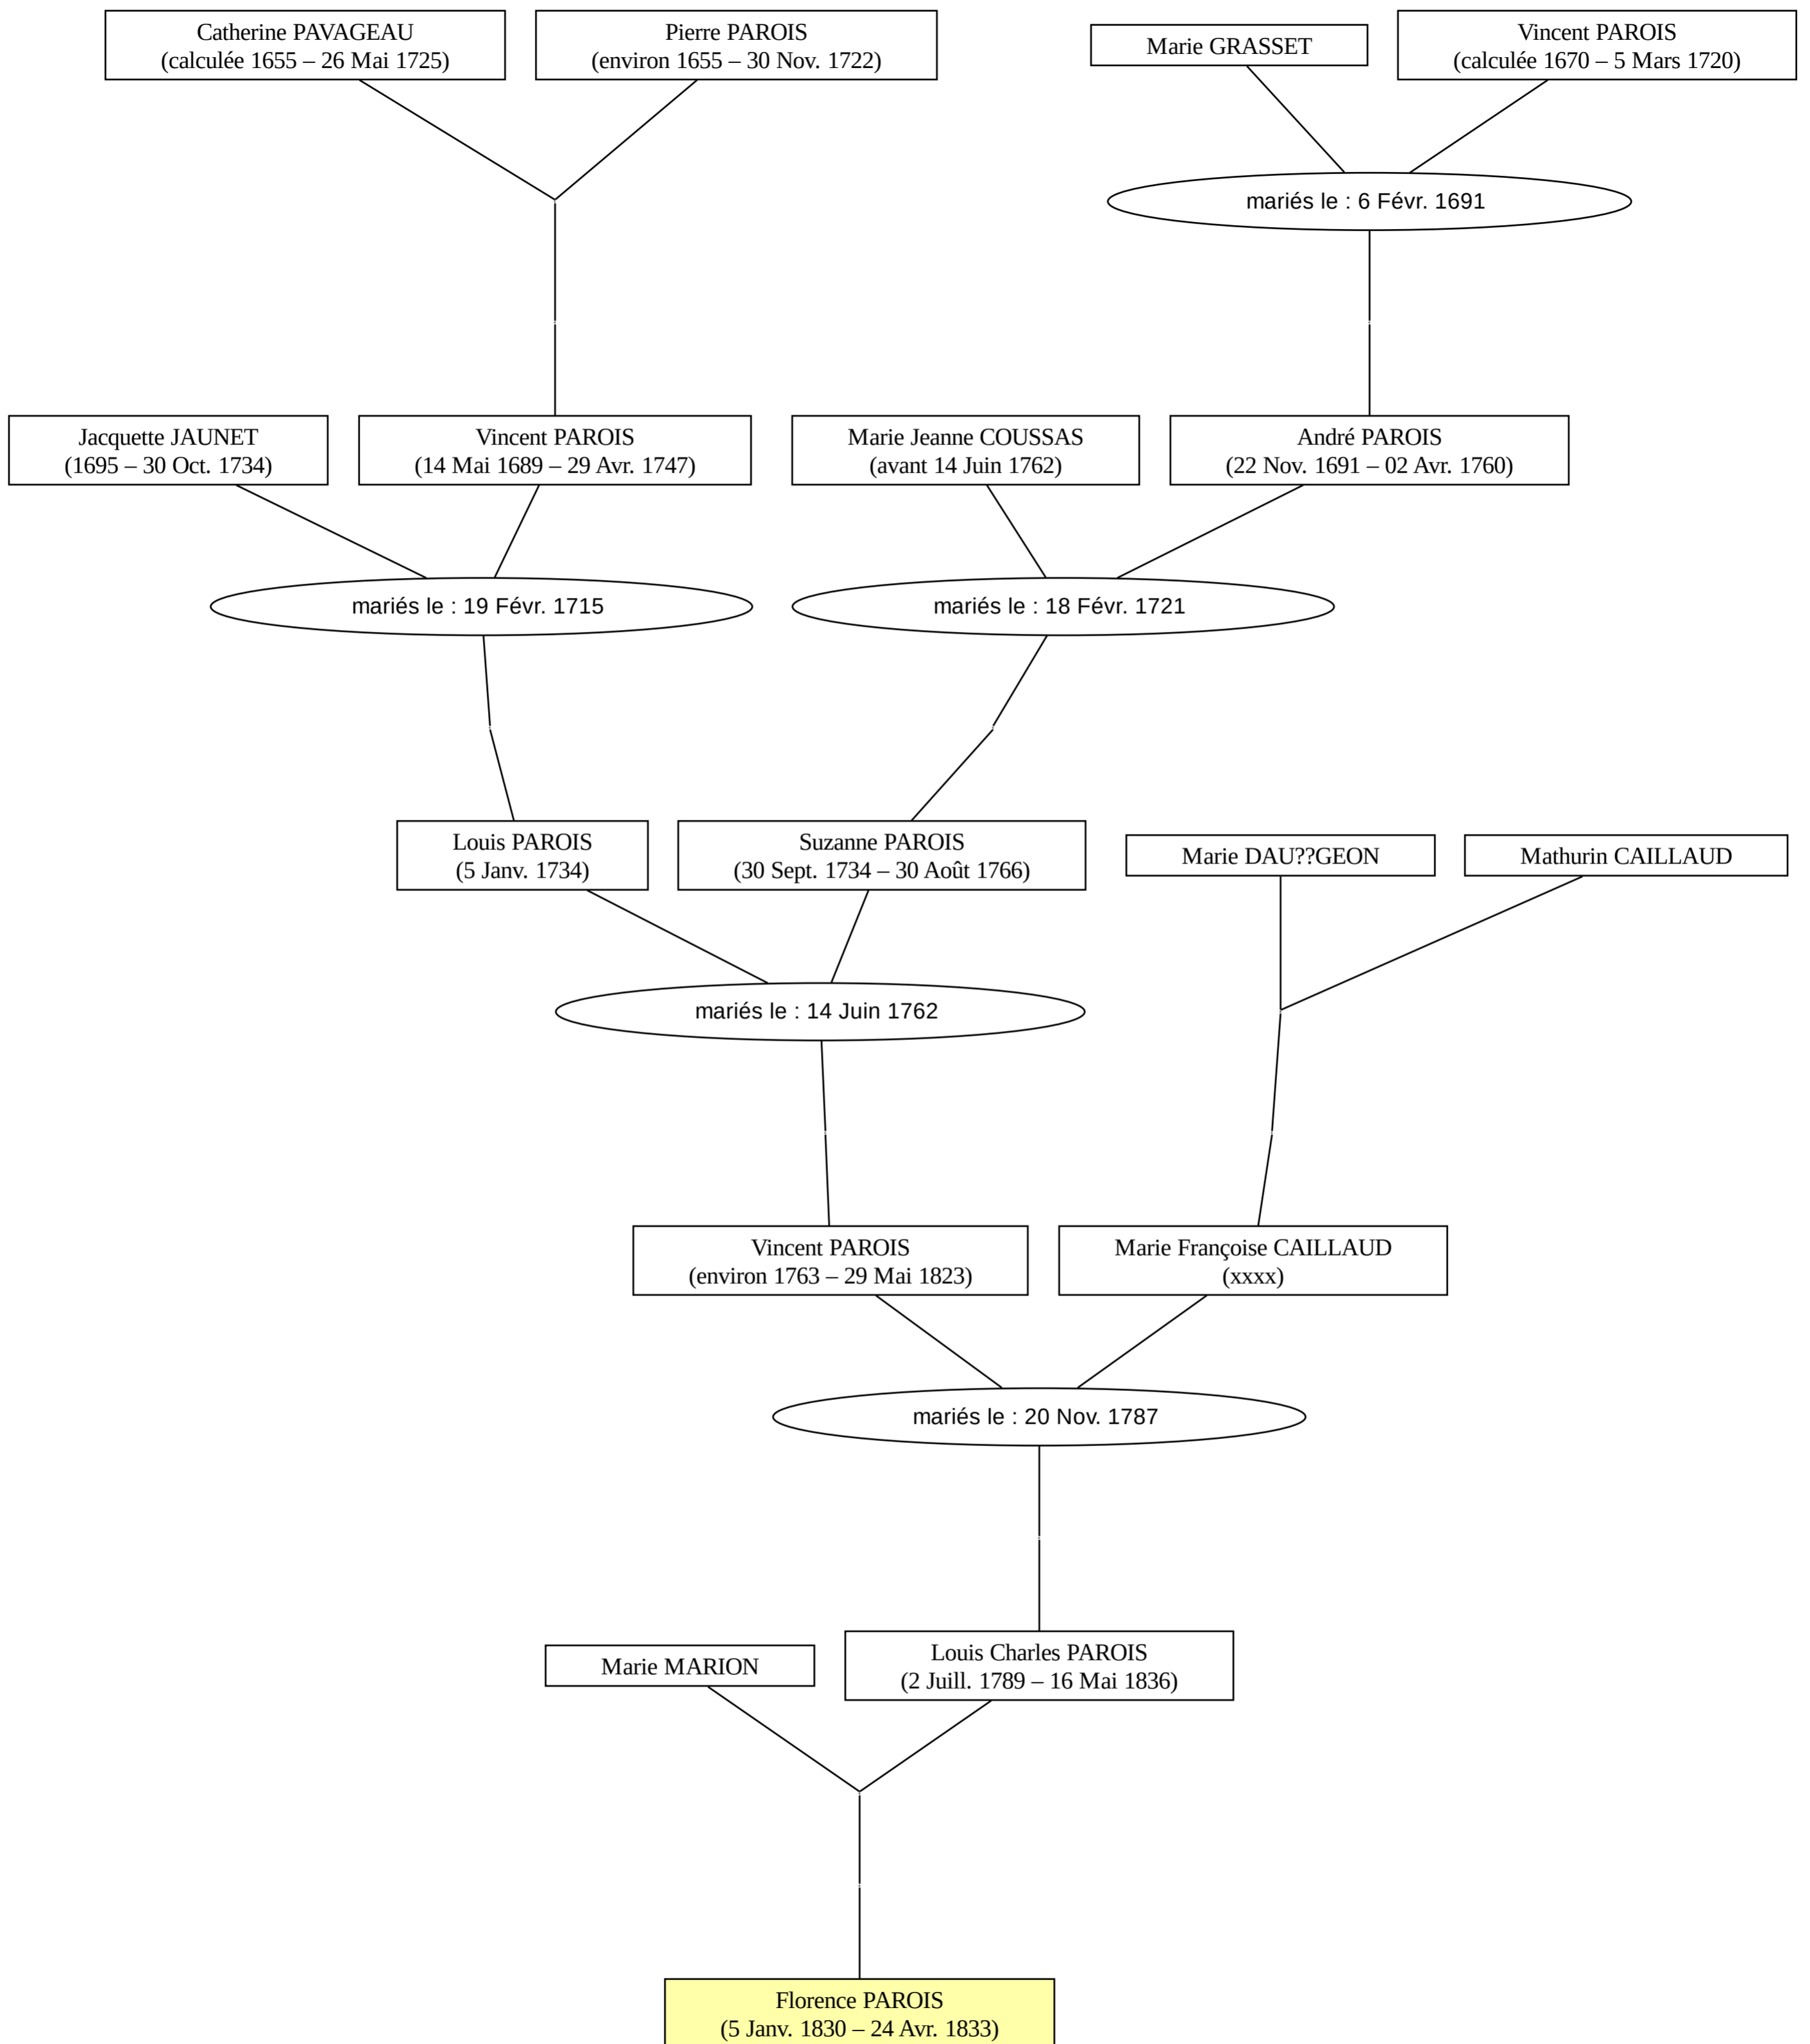 Catherine PAVAGEAU
(calculée 1655 – 26 Mai 1725)
Pierre PAROIS
(environ 1655 – 30 Nov. 1722)
Marie GRASSET
Vincent PAROIS
(calculée 1670 – 5 Mars 1720)
mariés le : 6 Févr. 1691
Jacquette JAUNET
(1695 – 30 Oct. 1734)
Vincent PAROIS
(14 Mai 1689 – 29 Avr. 1747)
Marie Jeanne COUSSAS
(avant 14 Juin 1762)
André PAROIS
(22 Nov. 1691 – 02 Avr. 1760)
mariés le : 19 Févr. 1715
mariés le : 18 Févr. 1721
Louis PAROIS
(5 Janv. 1734)
Suzanne PAROIS
(30 Sept. 1734 – 30 Août 1766)
Marie DAU??GEON
Mathurin CAILLAUD
mariés le : 14 Juin 1762
Vincent PAROIS
(environ 1763 – 29 Mai 1823)
Marie Françoise CAILLAUD
(xxxx)
mariés le : 20 Nov. 1787
Marie MARION
Louis Charles PAROIS
(2 Juill. 1789 – 16 Mai 1836)
Florence PAROIS
(5 Janv. 1830 – 24 Avr. 1833)